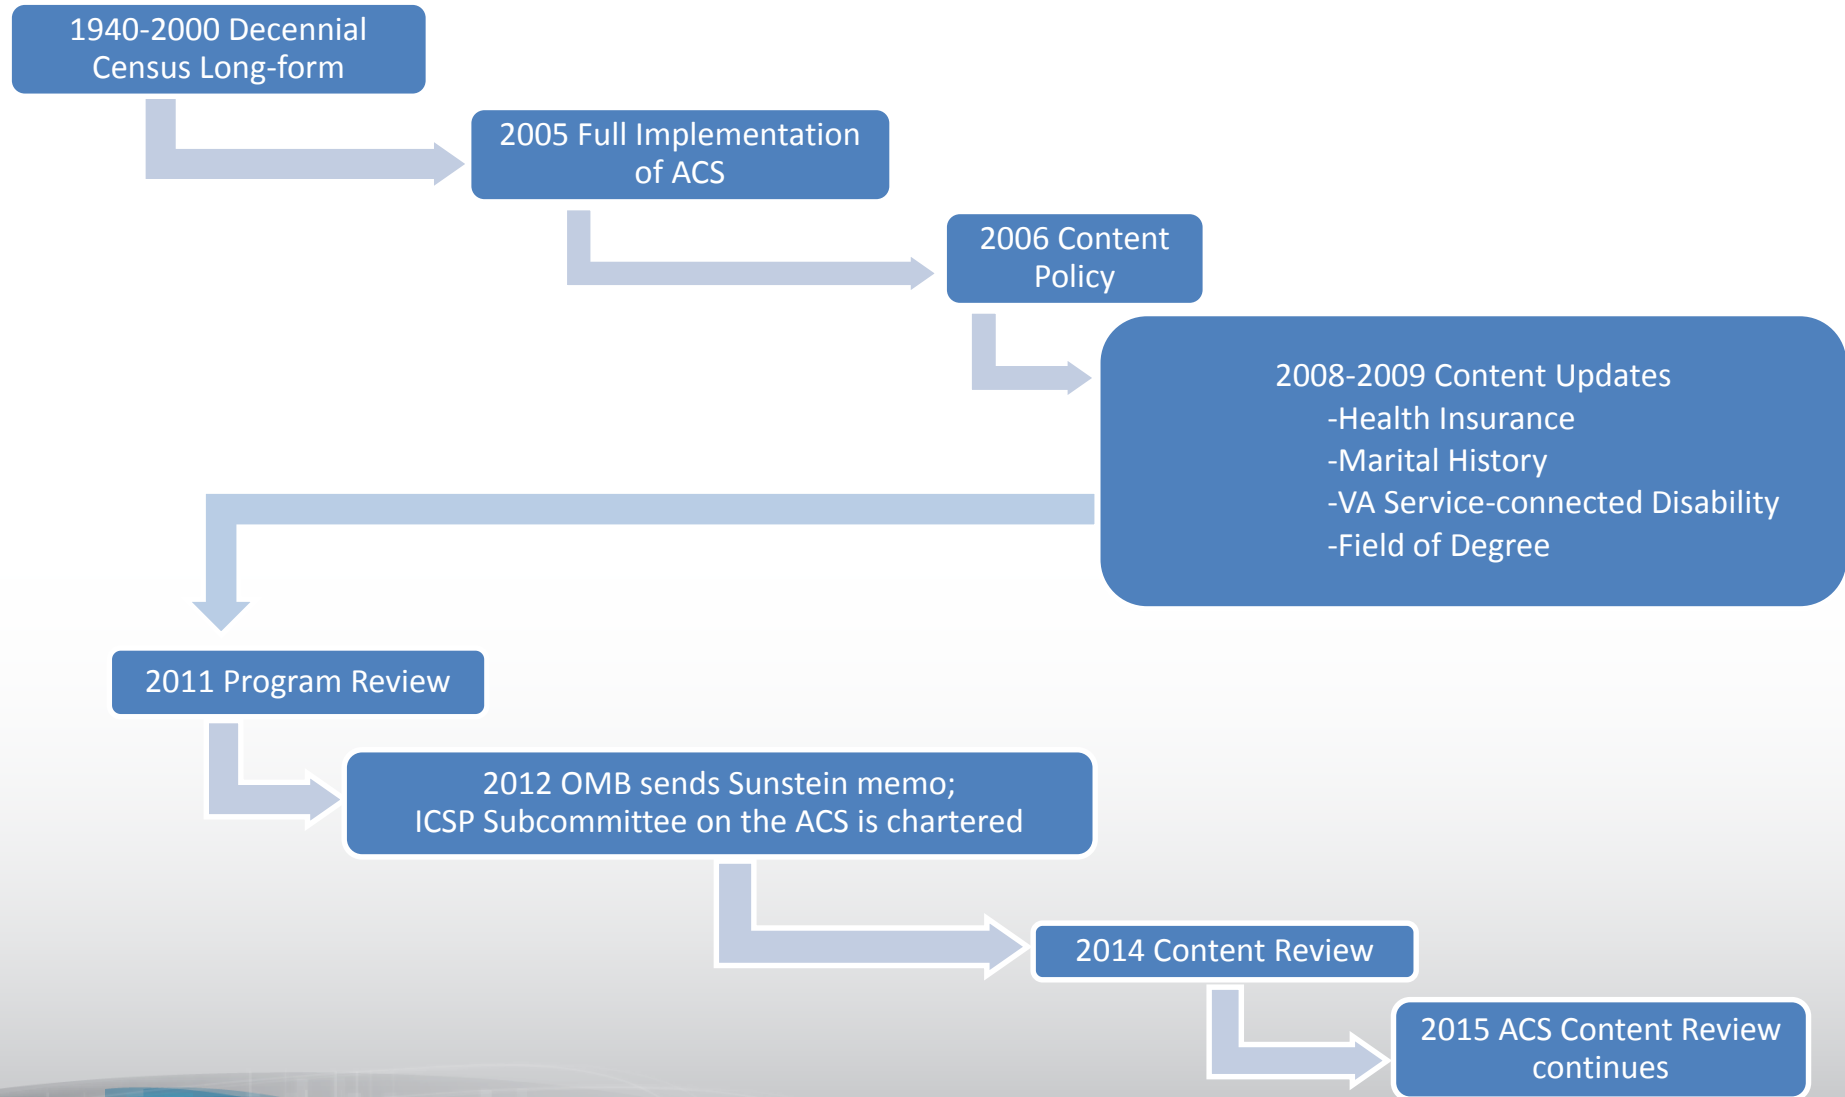 1940-2000 Decennial
Census Long-form
2005 Full Implementation
of ACS
2006 Content
Policy
2008-2009 Content Updates
-Health Insurance
-Marital History
-VA Service-connected Disability
-Field of Degree
2011 Program Review
2012 OMB sends Sunstein memo;
ICSP Subcommittee on the ACS is chartered
2014 Content Review
2015 ACS Content Review
continues